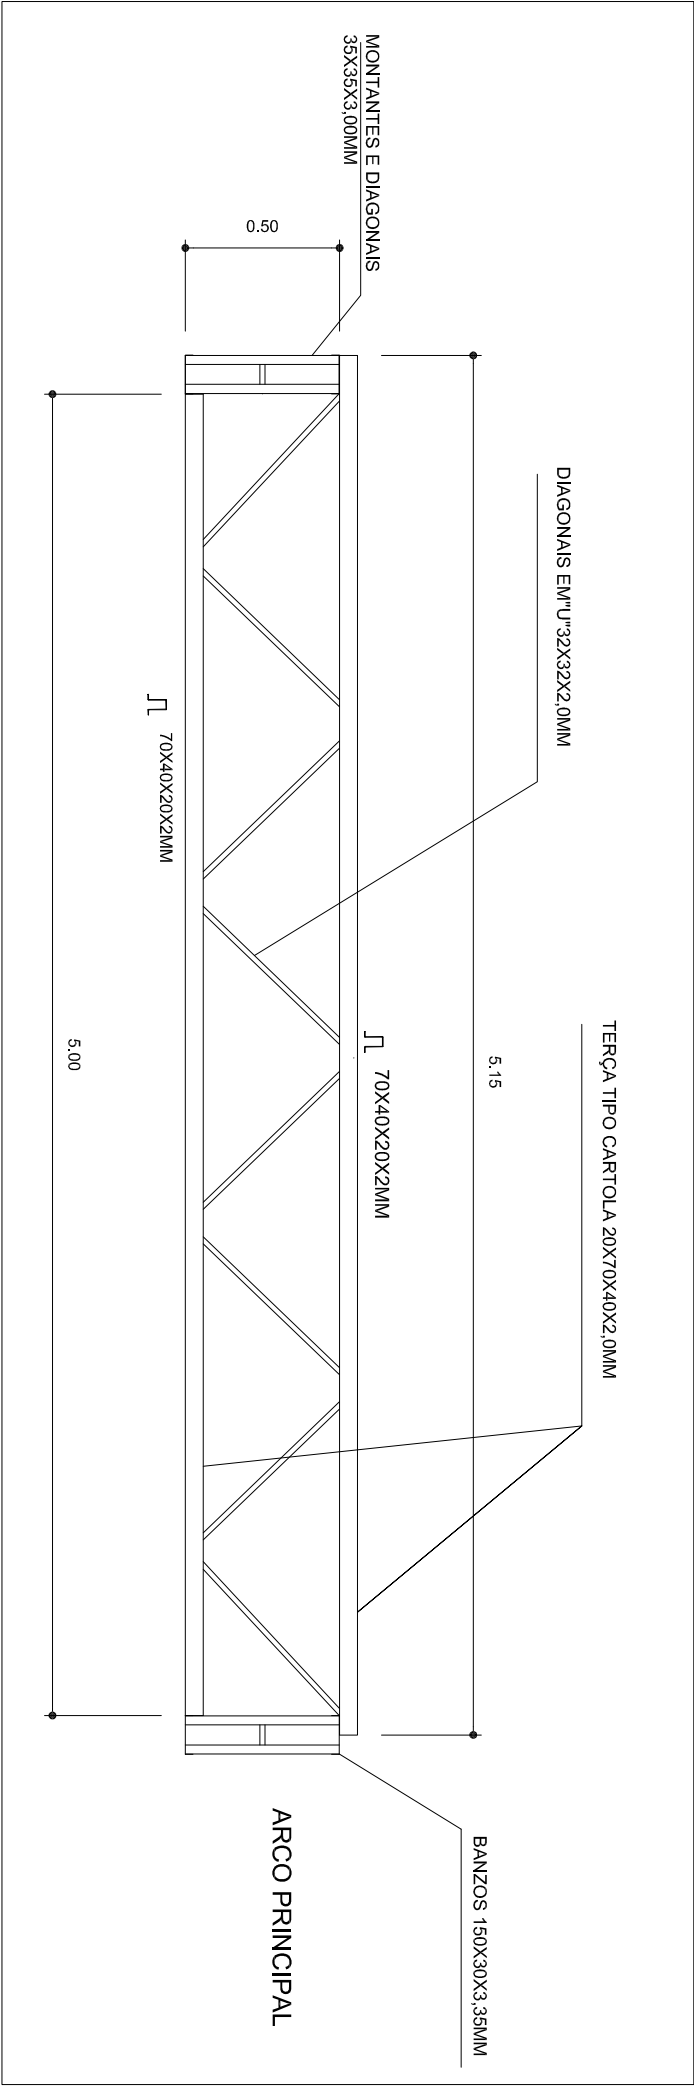 MONTANTES E DIAGONAIS
35X35X3,00MM
0.50
DIAGONAIS EM"U"32X32X2,0MM
70X40X20X2MM
5.00
5.15
70X40X20X2MM
TERÇA TIPO CARTOLA 20X70X40X2,0MM
BANZOS 150X30X3,35MM
ARCO PRINCIPAL